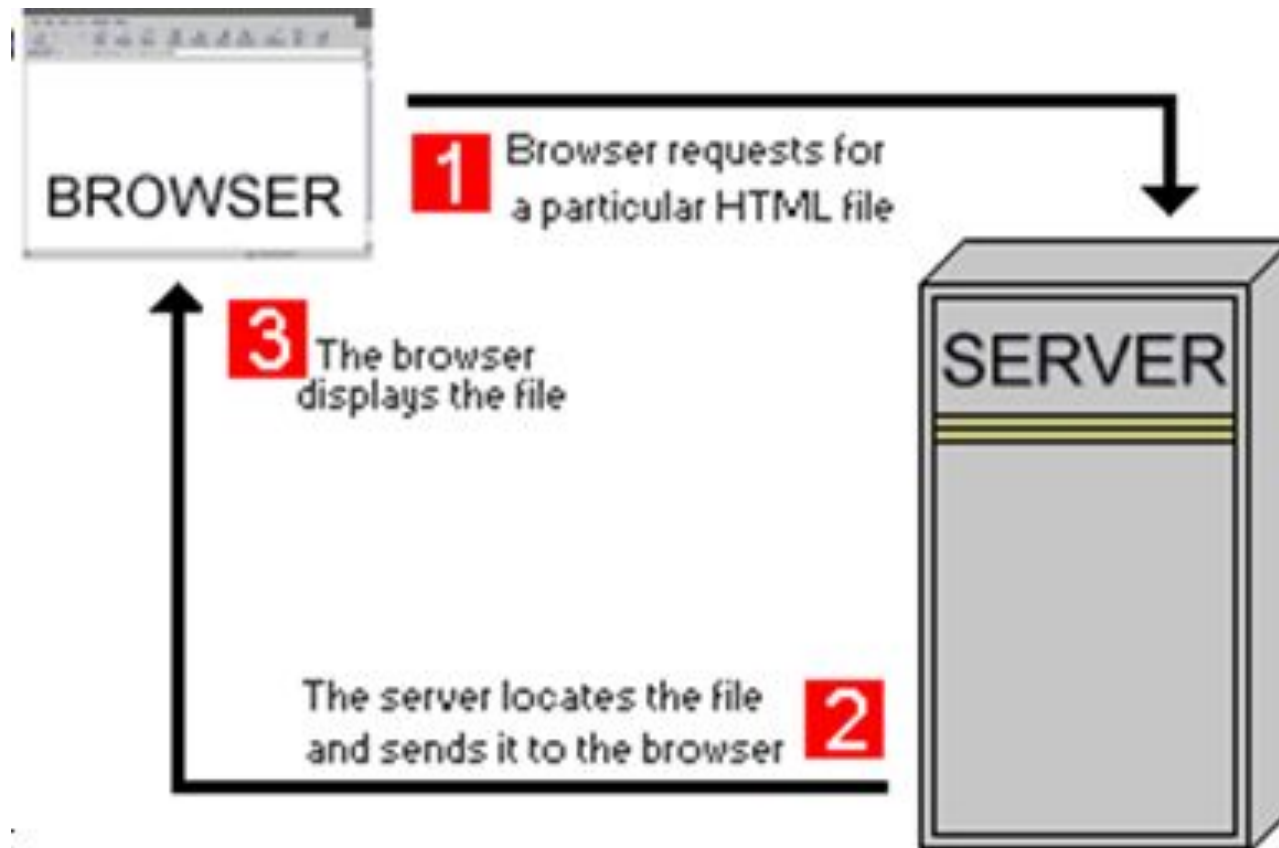 BROWSER
1
Browser requests for
a particular HTML file
3
The browser
displays the file
SERVER
The server locates the file
and sends it to the browser
2